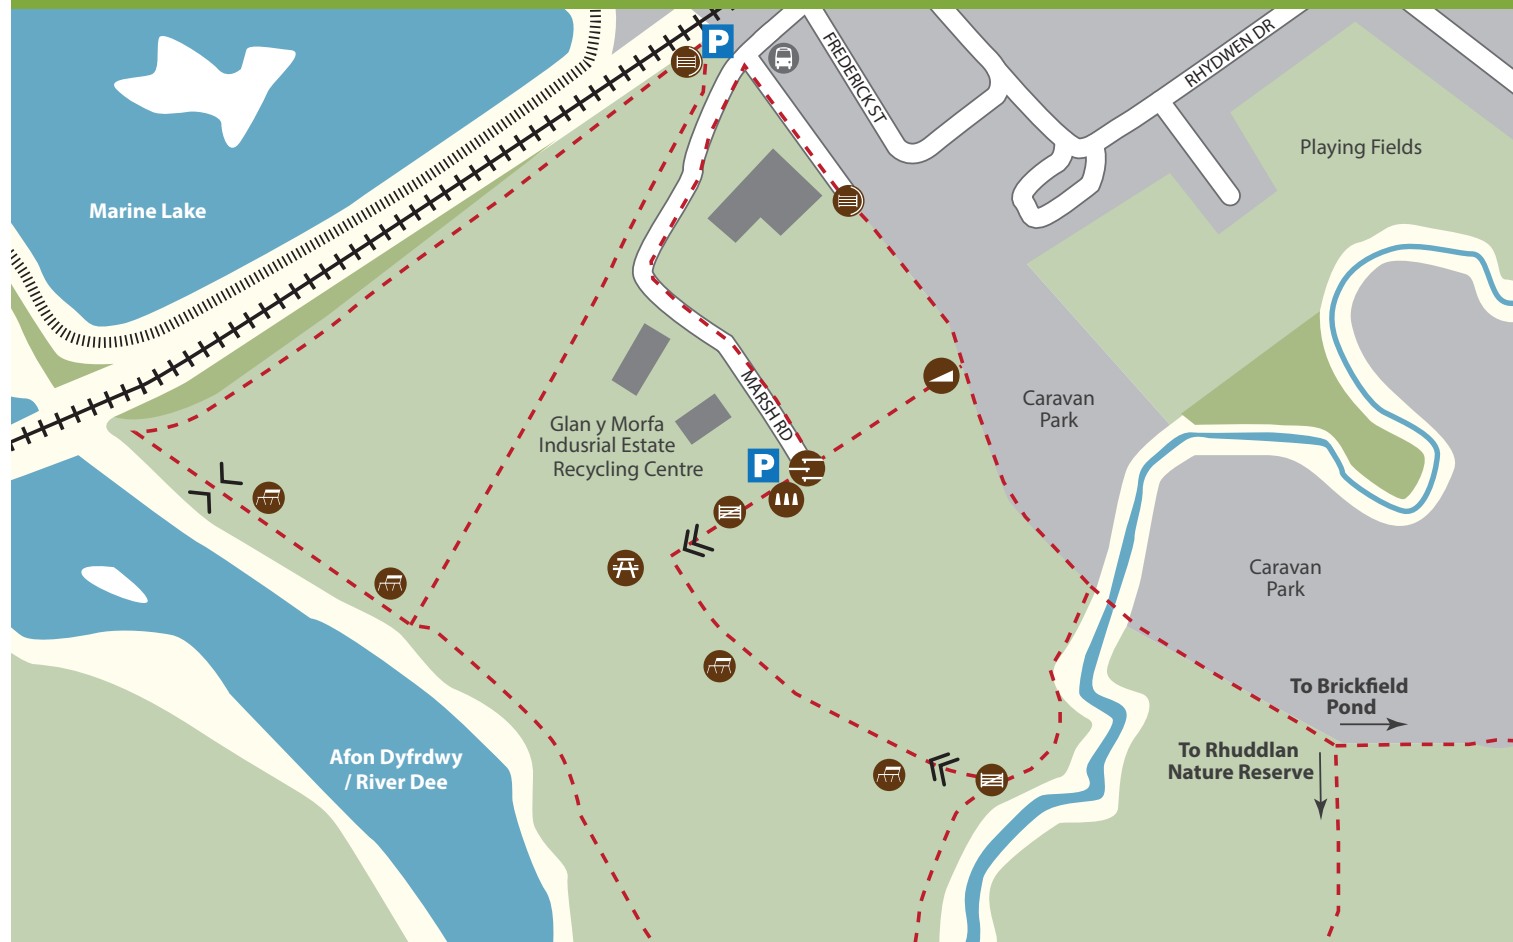 P
FREDERICK ST
RHYDWEN DR
Playing Fields
Marine Lake
MARSH RD
Caravan
Park
Glan y Morfa
Indusrial Estate
Recycling Centre
P
Caravan
Park
To Brickfield
Pond
To Rhuddlan
Nature Reserve
Afon Dyfrdwy
/ River Dee